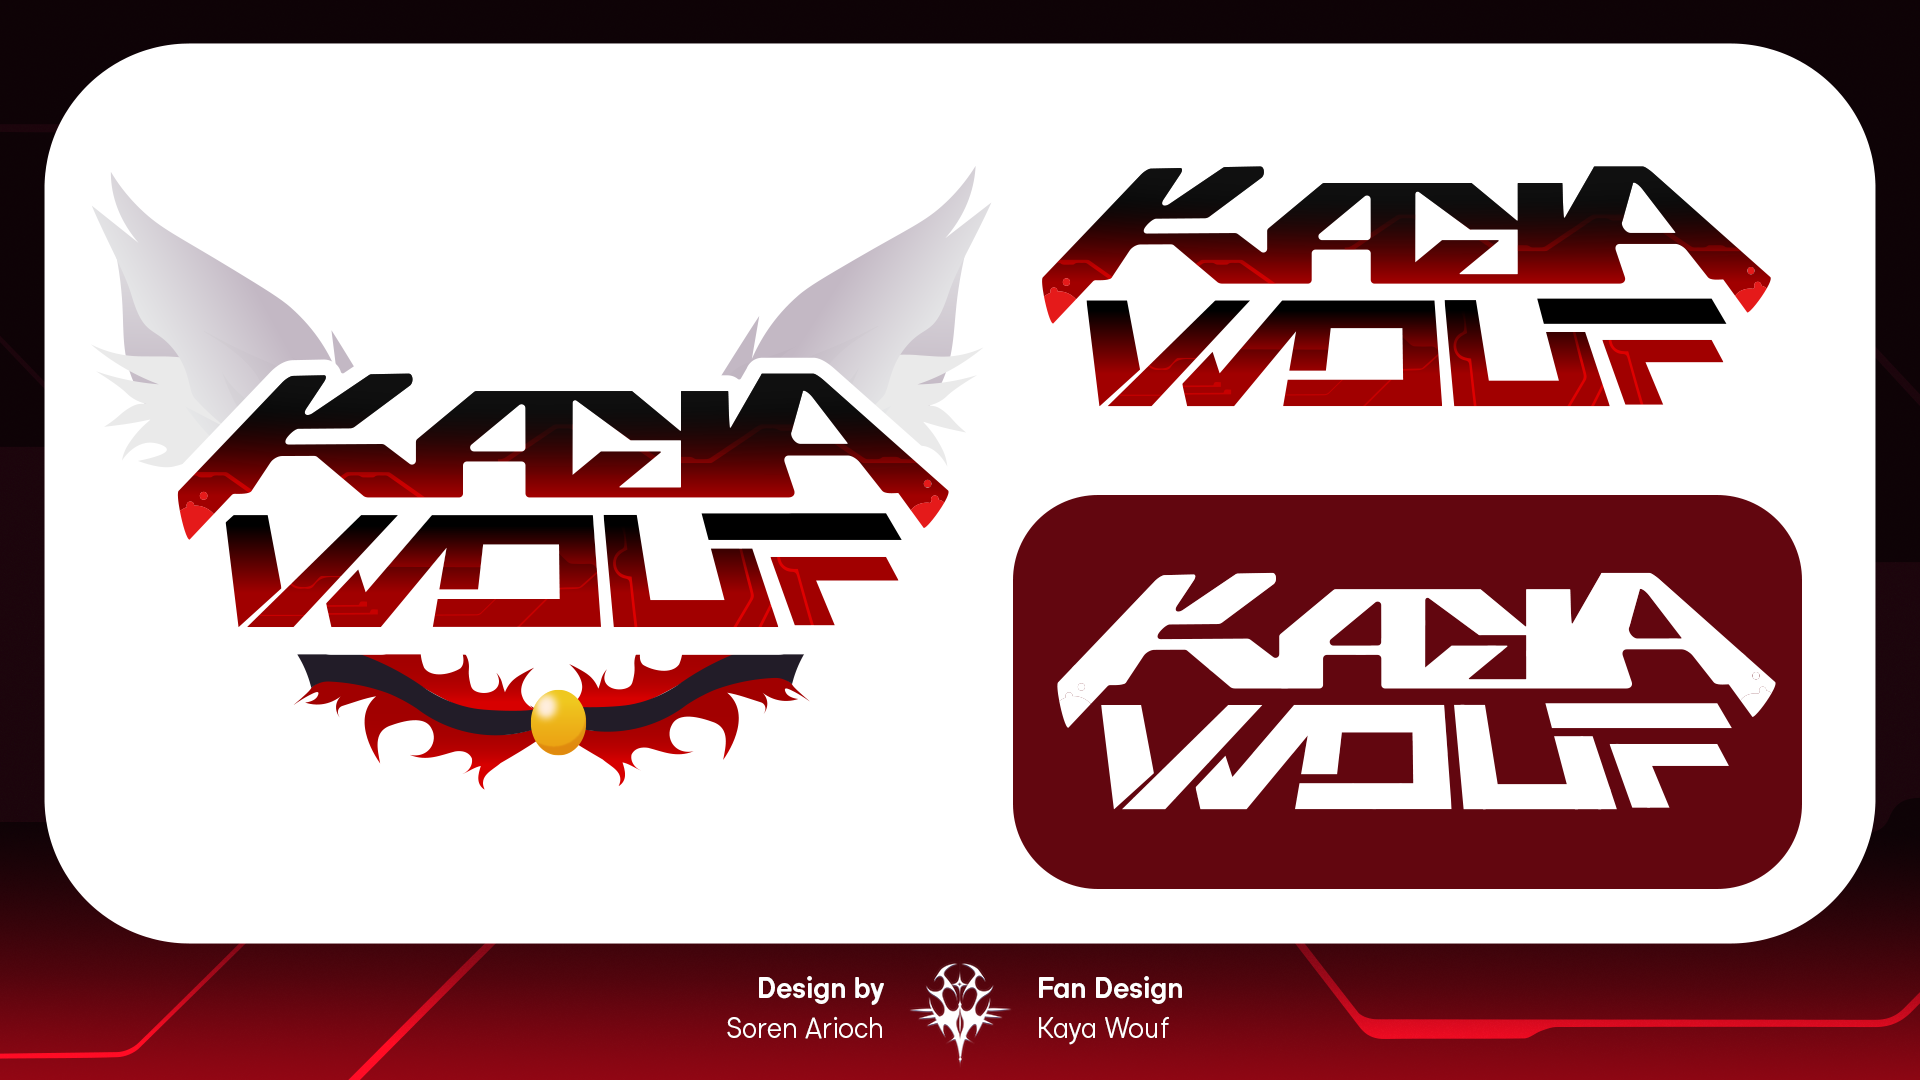 KAYA
WOUF
KAYA
WOUF
KAYA
WOUF
Design by
Soren Arioch
Fan Design
Kaya Wouf